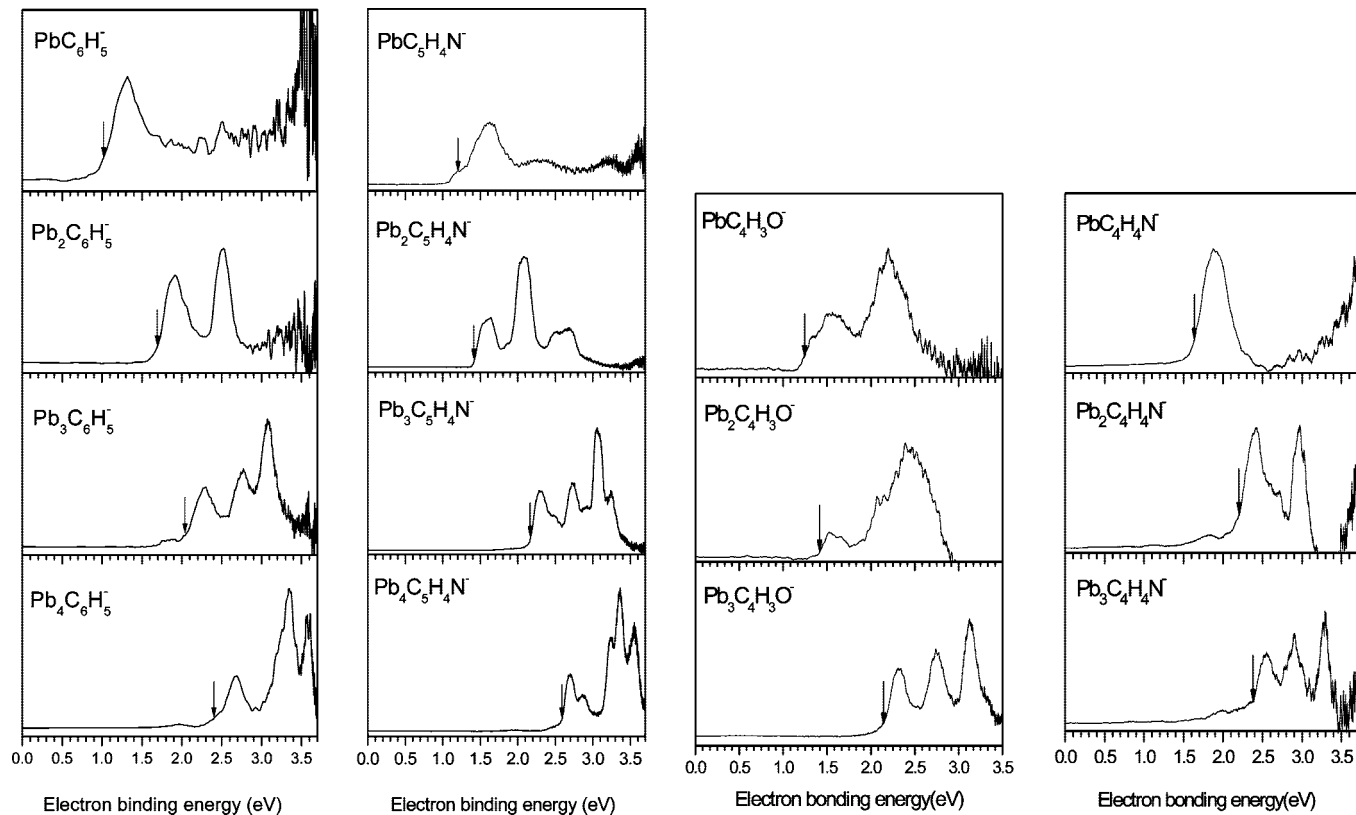 PbC₆H₅⁻
Pb₂C₆H₅⁻
Pb₃C₆H₅⁻
Pb₄C₆H₅⁻
0.0 0.5 1.0 1.5 2.0 2.5 3.0 3.5
Electron binding energy (eV)
PbC₅H₄N⁻
Pb₂C₅H₄N⁻
Pb₃C₅H₄N⁻
Pb₄C₅H₄N⁻
0.0 0.5 1.0 1.5 2.0 2.5 3.0 3.5
Electron binding energy (eV)
PbC₄H₃O⁻
Pb₂C₄H₃O⁻
Pb₃C₄H₃O⁻
0.0 0.5 1.0 1.5 2.0 2.5 3.0 3.5
Electron bonding energy(eV)
PbC₄H₄N⁻
Pb₂C₄H₄N⁻
Pb₃C₄H₄N⁻
0.0 0.5 1.0 1.5 2.0 2.5 3.0 3.5
Electron bonding energy(eV)